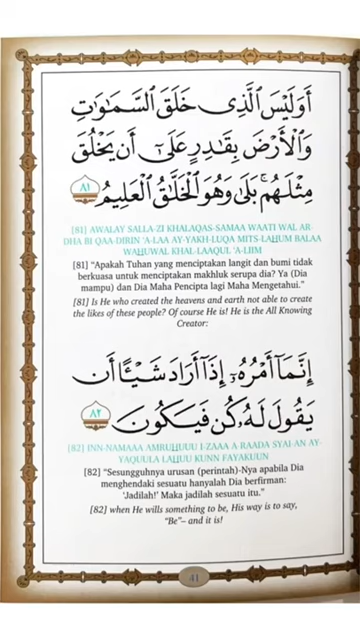 أَوَلَيْسَ ٱلَّذِى خَلَقَ ٱلسَّمَـٰوَٰتِ
وَٱلْأَرْضَ بِقَـٰدِرٍ عَلَىٰٓ أَن يَخْلُقَ
مِثْلَهُم ۚ بَلَىٰ وَهُوَ ٱلْخَلَّـٰقُ ٱلْعَلِيمُ ٨١
[81] AWALAY SALLA-ZI KHALAQAS-SAMAA WAATI WAL AR-
DHA BI QAA-DIRIN 'A-LAA AY-YAKH-LUQA MITS-LAHUM BALAA
WAHUWAL KHAL-LAAQUL 'A-LIIM
[81] “Apakah Tuhan yang menciptakan langit dan bumi tidak
berkuasa untuk menciptakan makhluk serupa dia? Ya (Dia
mampu) dan Dia Maha Pencipta lagi Maha Mengetahui.”
[81] Is He who created the heavens and earth not able to create
the likes of these people? Of course He is! He is the All Knowing
Creator:
إِنَّمَآ أَمْرُهُۥٓ إِذَآ أَرَادَ شَيْـًٔا أَن
يَقُولَ لَهُۥ كُن فَيَكُونُ ٨٢
[82] INN-NAMAAA AMRUHUUU I-ZAAA A-RAADA SYAI-AN AY-
YAQUULA LAHUU KUNN FAYAKUUN
[82] “Sesungguhnya urusan (perintah)-Nya apabila Dia
menghendaki sesuatu hanyalah Dia berfirman:
‘Jadilah!’ Maka jadilah sesuatu itu.”
[82] when He wills something to be, His way is to say,
“Be”– and it is!
41